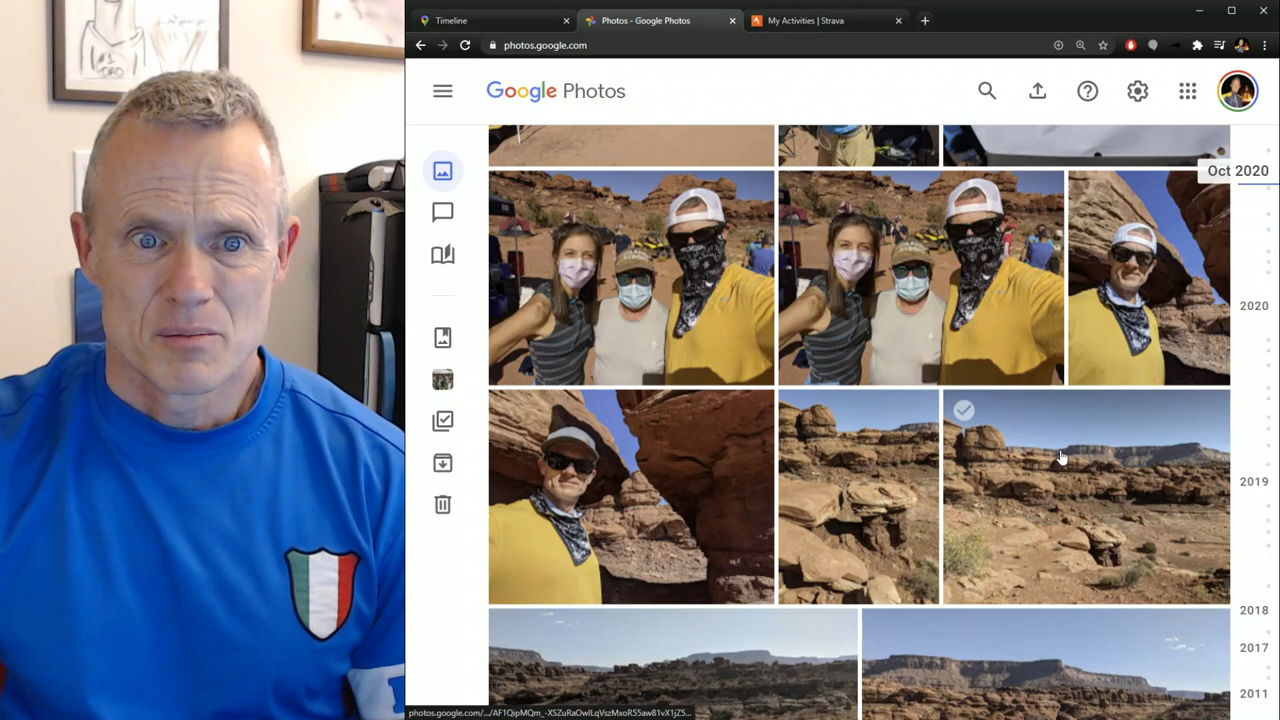 Timeline
Photos - Google Photos
My Activities | Strava
photos.google.com
Google Photos
Oct 2020
2020
2019
2018
2017
2011
DAD